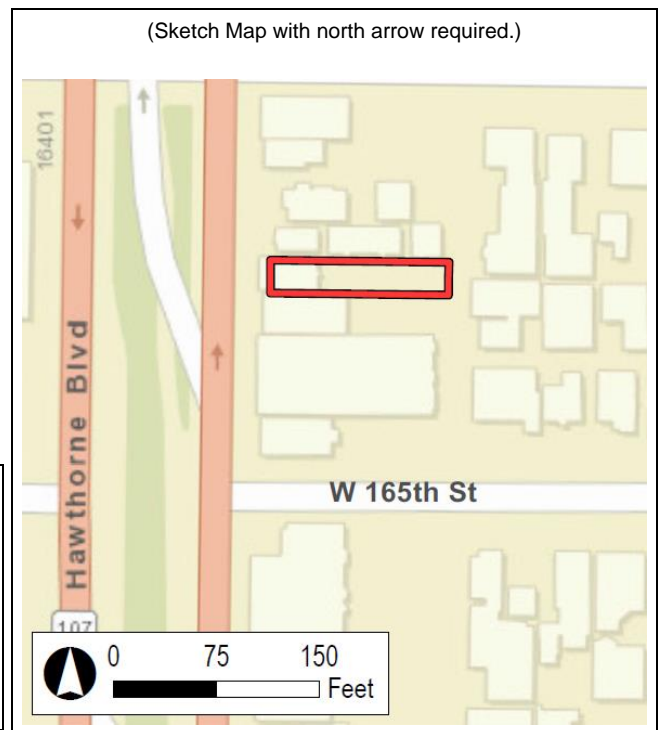 (Sketch Map with north arrow required.)
16401
Hawthorne Blvd
W 165th St
107
0 75 150
Feet